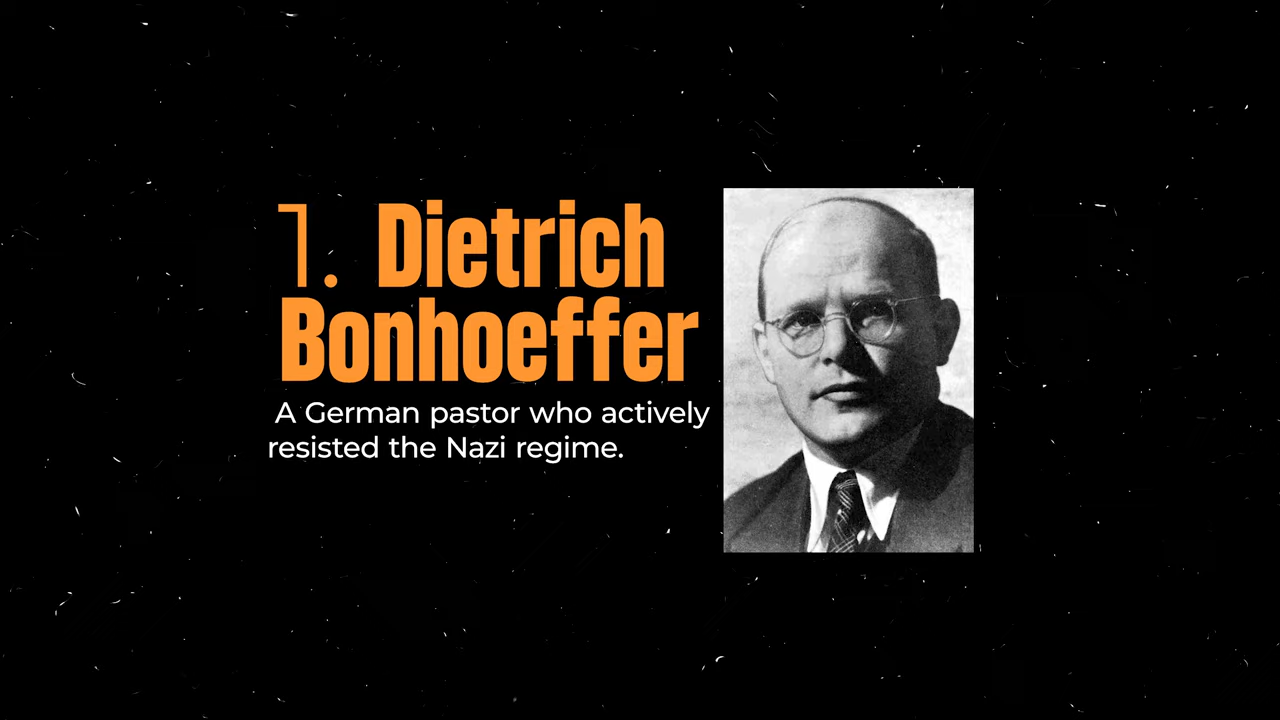 1. Dietrich
Bonhoeffer
A German pastor who actively
resisted the Nazi regime.